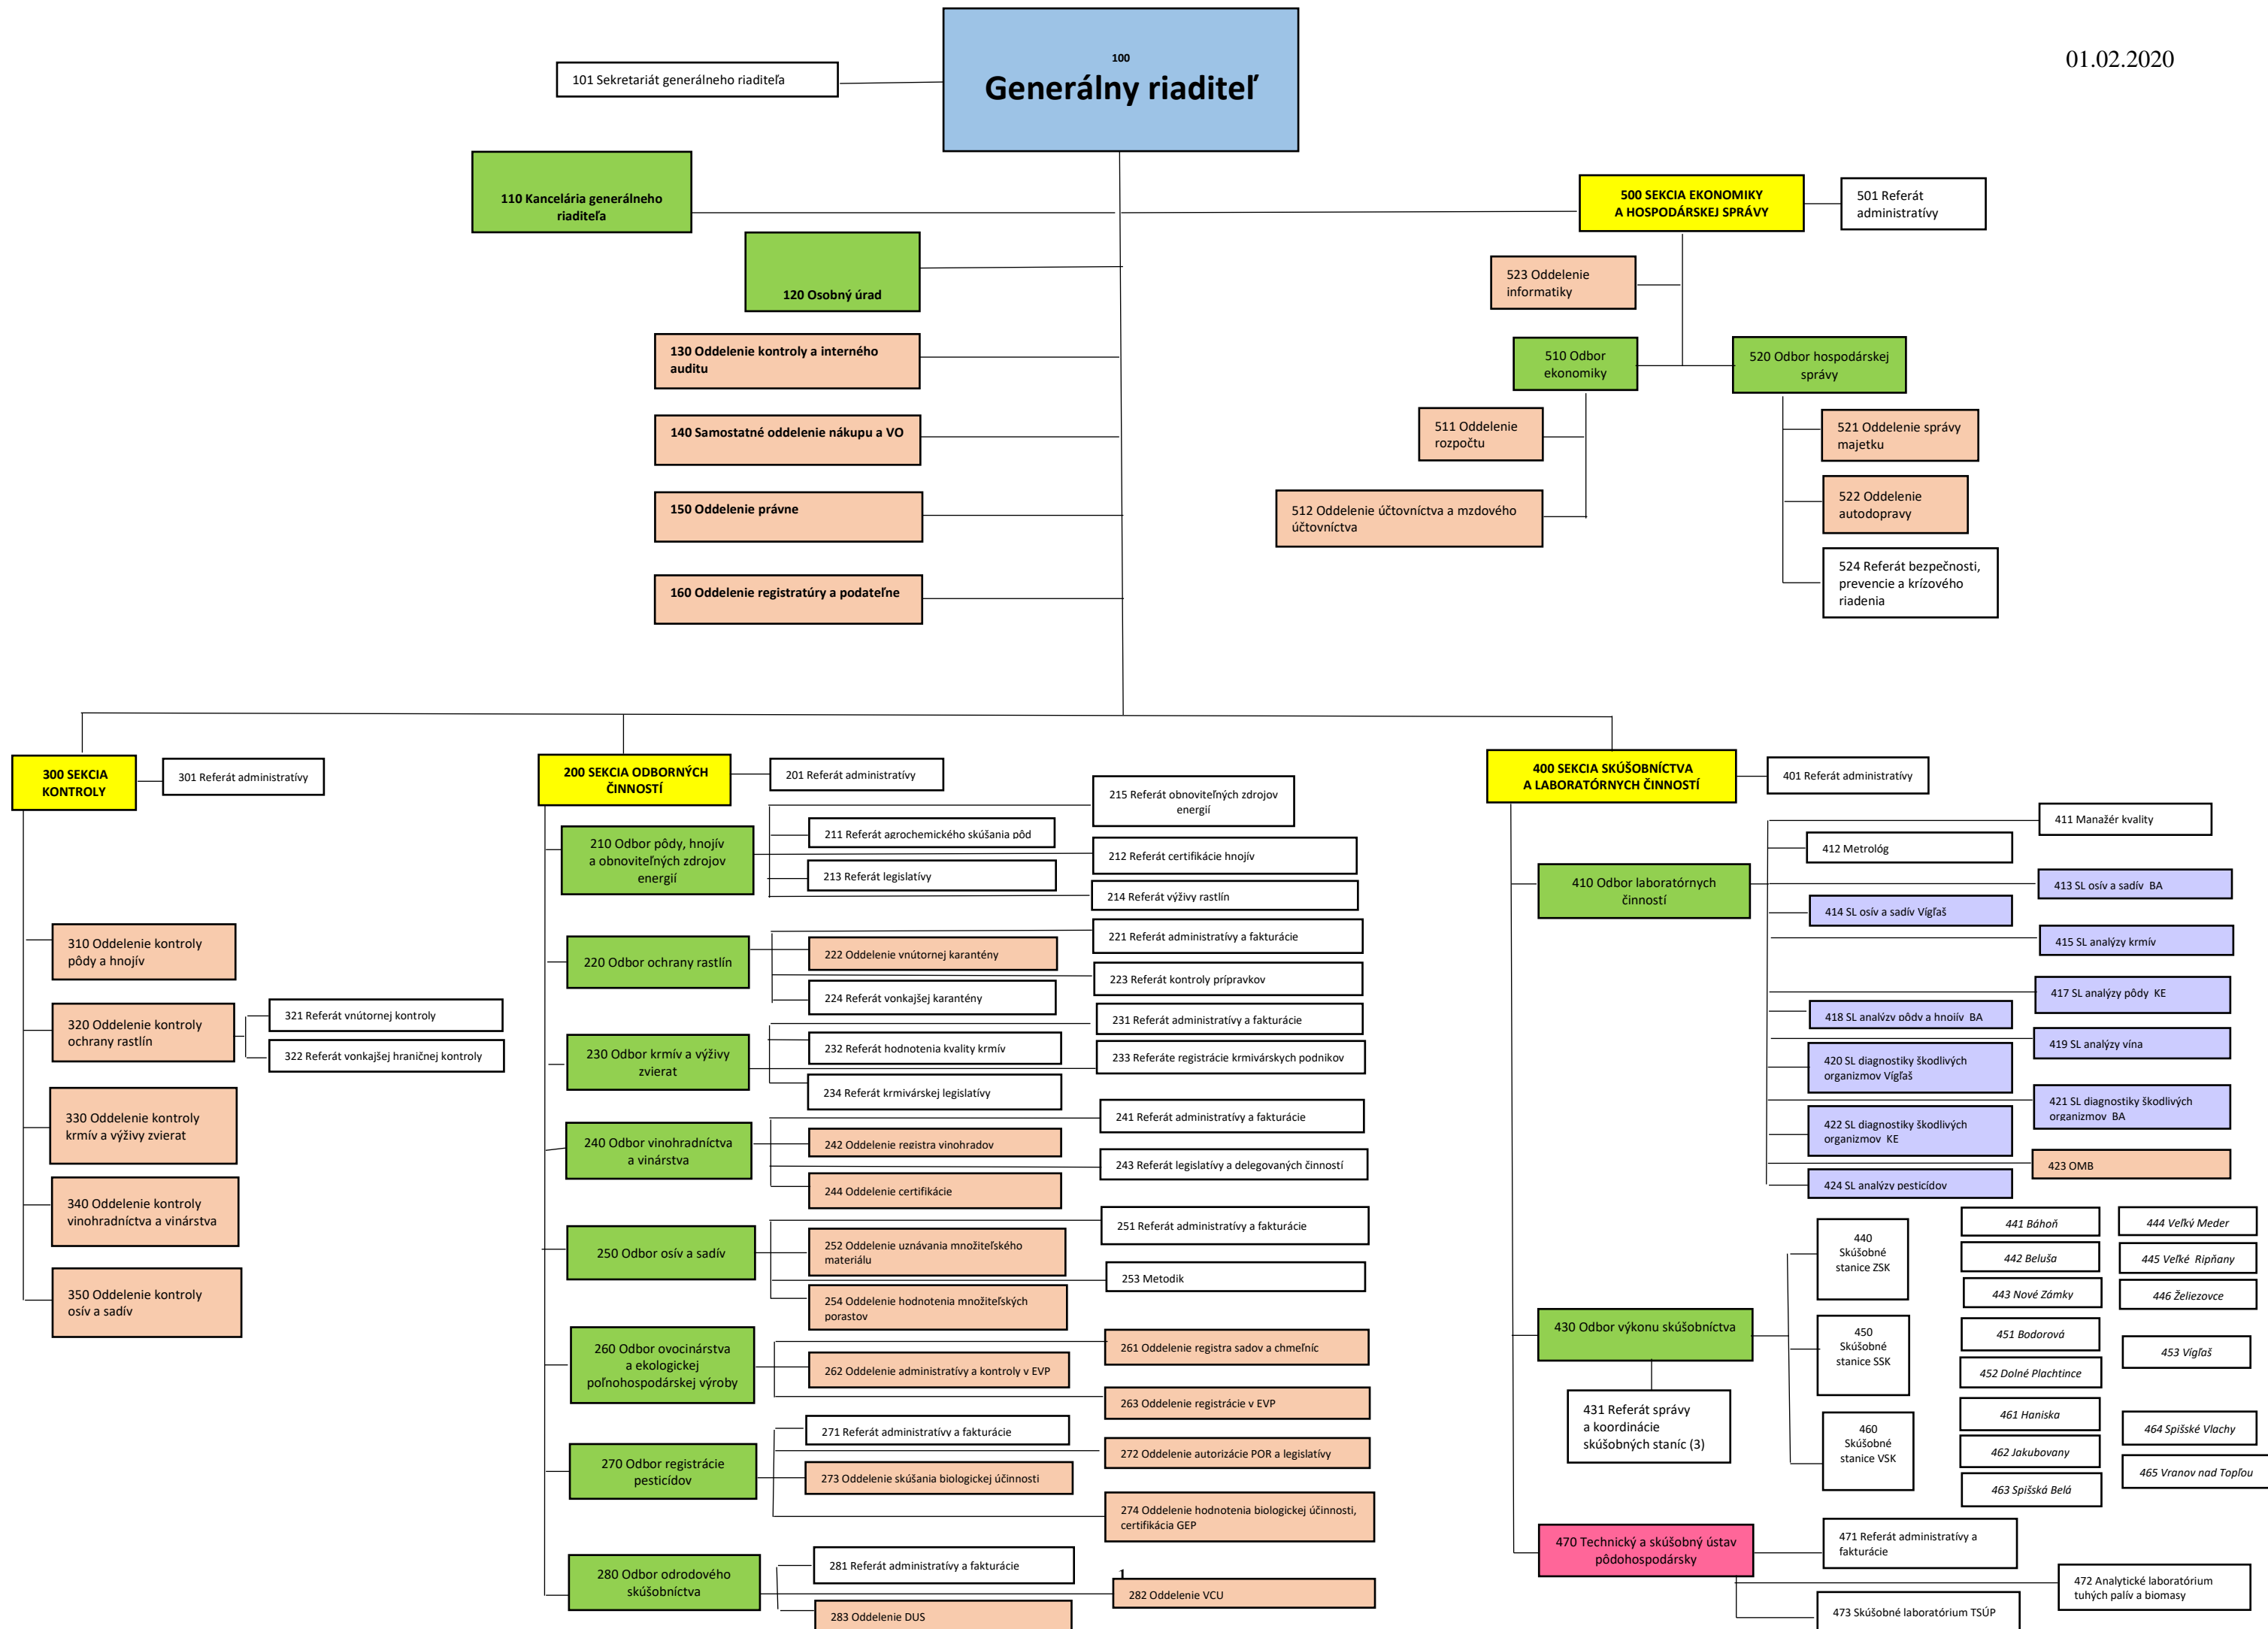 01.02.2020
100
Generálny riaditeľ
101 Sekretariát generálneho riaditeľa
110 Kancelária generálneho
riaditeľa
120 Osobný úrad
130 Oddelenie kontroly a interného
auditu
140 Samostatné oddelenie nákupu a VO
150 Oddelenie právne
160 Oddelenie registratúry a podateľne
500 SEKCIA EKONOMIKY
A HOSPODÁRSKEJ SPRÁVY
501 Referát
administratívy
523 Oddelenie
informatiky
510 Odbor
ekonomiky
520 Odbor hospodárskej
správy
511 Oddelenie
rozpočtu
512 Oddelenie účtovníctva a mzdového
účtovníctva
521 Oddelenie správy
majetku
522 Oddelenie
autodopravy
524 Referát bezpečnosti,
prevencie a krízového
riadenia
300 SEKCIA
KONTROLY
301 Referát administratívy
310 Oddelenie kontroly
pôdy a hnojív
320 Oddelenie kontroly
ochrany rastlín
321 Referát vnútornej kontroly
322 Referát vonkajšej hraničnej kontroly
330 Oddelenie kontroly
krmív a výživy zvierat
340 Oddelenie kontroly
vinohradníctva a vinárstva
350 Oddelenie kontroly
osív a sadív
200 SEKCIA ODBORNÝCH
ČINNOSTÍ
201 Referát administratívy
210 Odbor pôdy, hnojív
a obnoviteľných zdrojov
energií
215 Referát obnoviteľných zdrojov
energií
211 Referát agrochemického skúšania pôd
212 Referát certifikácie hnojív
213 Referát legislatívy
214 Referát výživy rastlín
220 Odbor ochrany rastlín
221 Referát administratívy a fakturácie
222 Oddelenie vnútornej karantény
223 Referát kontroly prípravkov
224 Referát vonkajšej karantény
230 Odbor krmív a výživy
zvierat
231 Referát administratívy a fakturácie
232 Referát hodnotenia kvality krmív
233 Referáte registrácie krmivárskych podnikov
234 Referát krmivárskej legislatívy
240 Odbor vinohradníctva
a vinárstva
241 Referát administratívy a fakturácie
242 Oddelenie registra vinohradov
243 Referát legislatívy a delegovaných činností
244 Oddelenie certifikácie
250 Odbor osív a sadív
251 Referát administratívy a fakturácie
252 Oddelenie uznávania množiteľského
materiálu
253 Metodik
254 Oddelenie hodnotenia množiteľských
porastov
260 Odbor ovocinárstva
a ekologickej
poľnohospodárskej výroby
261 Oddelenie registra sadov a chmeľníc
262 Oddelenie administratívy a kontroly v EVP
263 Oddelenie registrácie v EVP
270 Odbor registrácie
pesticídov
271 Referát administratívy a fakturácie
272 Oddelenie autorizácie POR a legislatívy
273 Oddelenie skúšania biologickej účinnosti
274 Oddelenie hodnotenia biologickej účinnosti,
certifikácia GEP
280 Odbor odrodového
skúšobníctva
281 Referát administratívy a fakturácie
1
282 Oddelenie VCU
283 Oddelenie DUS
400 SEKCIA SKÚŠOBNÍCTVA
A LABORATÓRNYCH ČINNOSTÍ
401 Referát administratívy
410 Odbor laboratórnych
činností
411 Manažér kvality
412 Metrológ
413 SL osív a sadív BA
414 SL osív a sadív Vígľaš
415 SL analýzy krmív
417 SL analýzy pôdy KE
418 SL analýzy pôdy a hnojív BA
419 SL analýzy vína
420 SL diagnostiky škodlivých
organizmov Vígľaš
421 SL diagnostiky škodlivých
organizmov BA
422 SL diagnostiky škodlivých
organizmov KE
423 OMB
424 SL analýzy pesticídov
430 Odbor výkonu skúšobníctva
431 Referát správy
a koordinácie
skúšobných staníc (3)
440
Skúšobné
stanice ZSK
441 Báhoň
444 Veľký Meder
442 Beluša
445 Veľké Ripňany
443 Nové Zámky
446 Želiezovce
450
Skúšobné
stanice SSK
451 Bodorová
453 Vígľaš
452 Dolné Plachtince
460
Skúšobné
stanice VSK
461 Haniska
464 Spišské Vlachy
462 Jakubovany
465 Vranov nad Topľou
463 Spišská Belá
470 Technický a skúšobný ústav
pôdohospodársky
471 Referát administratívy a
fakturácie
472 Analytické laboratórium
tuhých palív a biomasy
473 Skúšobné laboratórium TSÚP